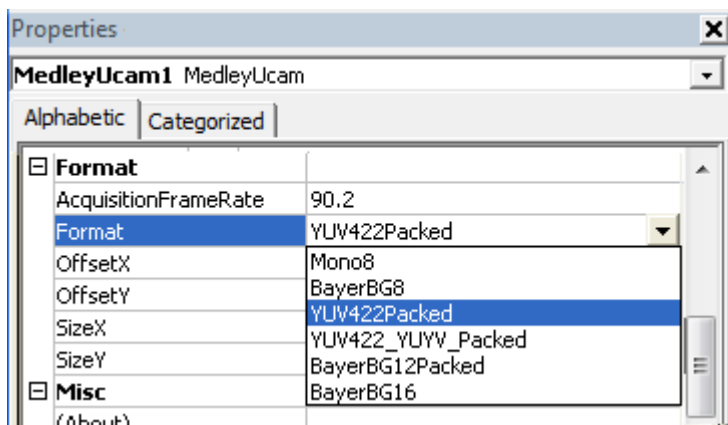 Properties
MedleyUcam1 MedleyUcam
Alphabetic Categorized
Format
AcquisitionFrameRate 90.2
Format YUV422Packed
OffsetX Mono8
OffsetY BayerBG8
YUV422Packed
SizeX YUV422_YUYV_Packed
SizeY BayerBG12Packed
Misc BayerBG16
(About)